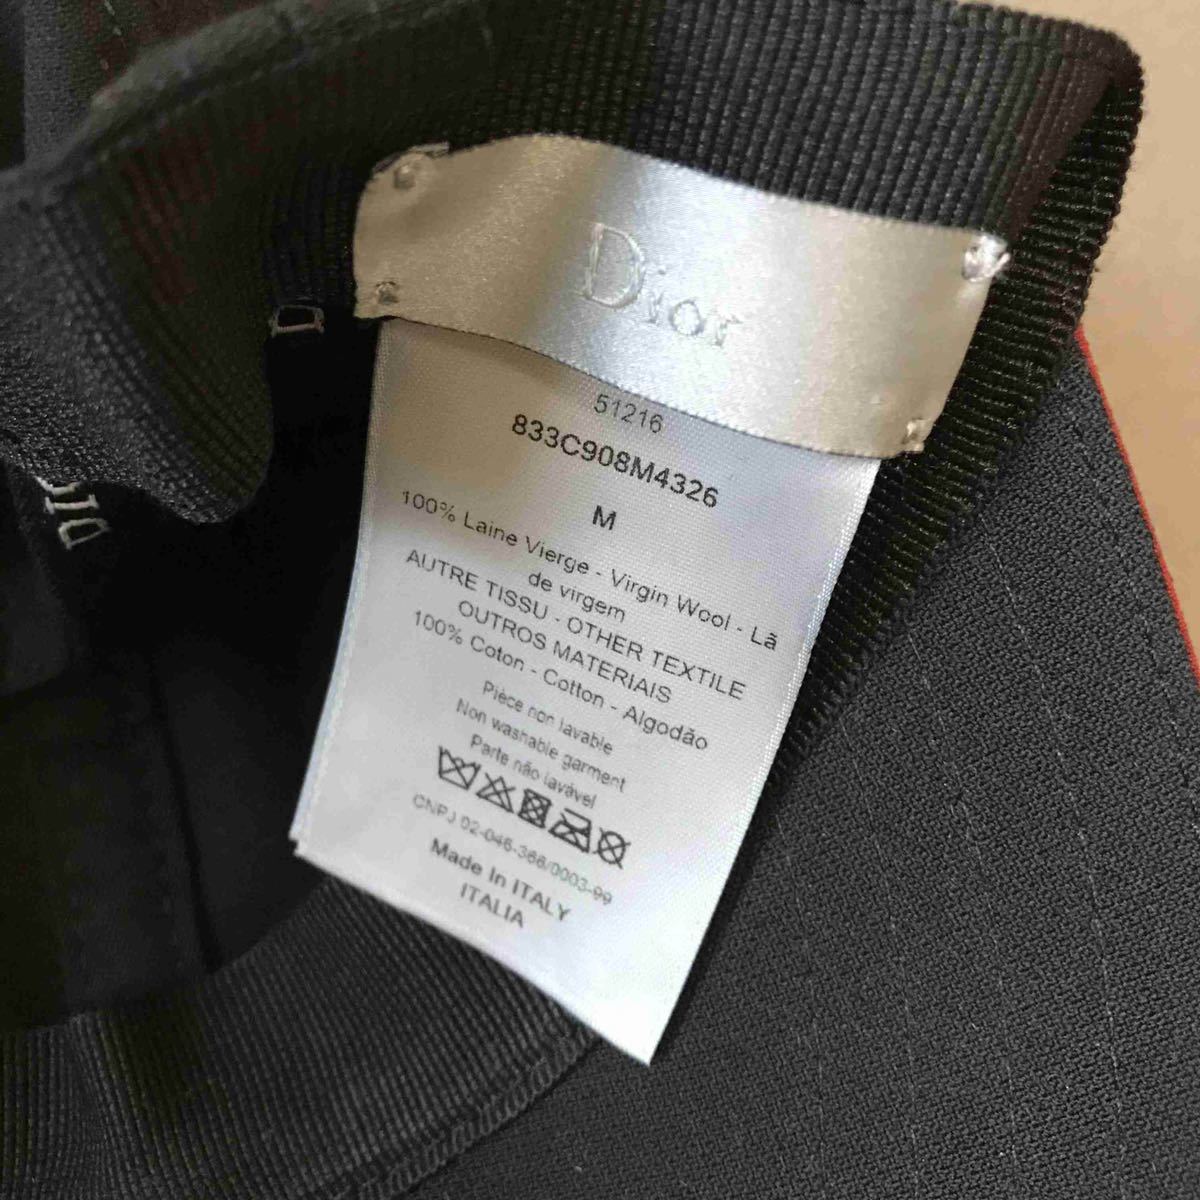 Dior
51216
833C908M4326
M
100% Laine Vierge - Virgin Wool - Lã
de virgem
AUTRE TISSU - OTHER TEXTILE
OUTROS MATERIAIS
100% Coton - Cotton - Algodão
Pièce non lavable
Non washable garment
Parte não lavável
CNPJ 02-046-366/0003-99
Made In ITALY
ITALIA
D